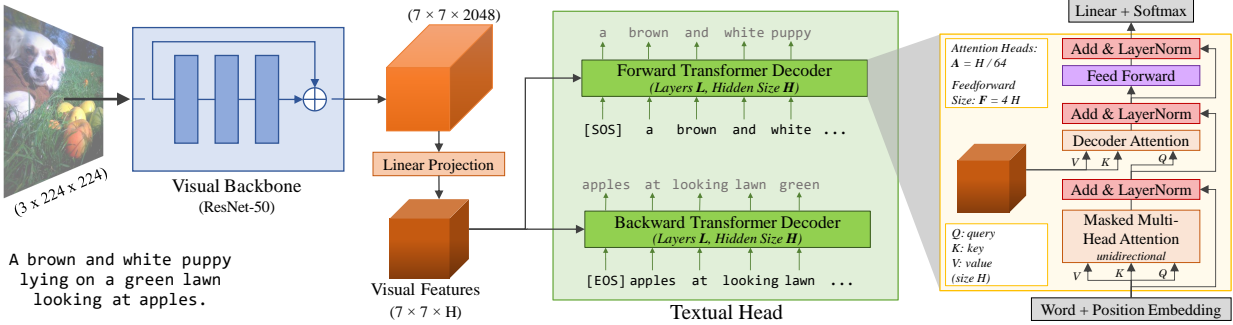 (3 x 224 x 224)
A brown and white puppy
lying on a green lawn
looking at apples.
Visual Backbone
(ResNet-50)
(7 × 7 × 2048)
Linear Projection
Visual Features
(7 × 7 × H)
a brown and white puppy
Forward Transformer Decoder
(Layers L, Hidden Size H)
[SOS] a brown and white ...
apples at looking lawn green
Backward Transformer Decoder
(Layers L, Hidden Size H)
[EOS] apples at looking lawn ...
Textual Head
Linear + Softmax
Attention Heads:
A = H / 64
Feedforward
Size: F = 4 H
Add & LayerNorm
Feed Forward
Add & LayerNorm
Decoder Attention
V K Q
Add & LayerNorm
Masked Multi-
Head Attention
unidirectional
V K Q
Q: query
K: key
V: value
(size H)
Word + Position Embedding